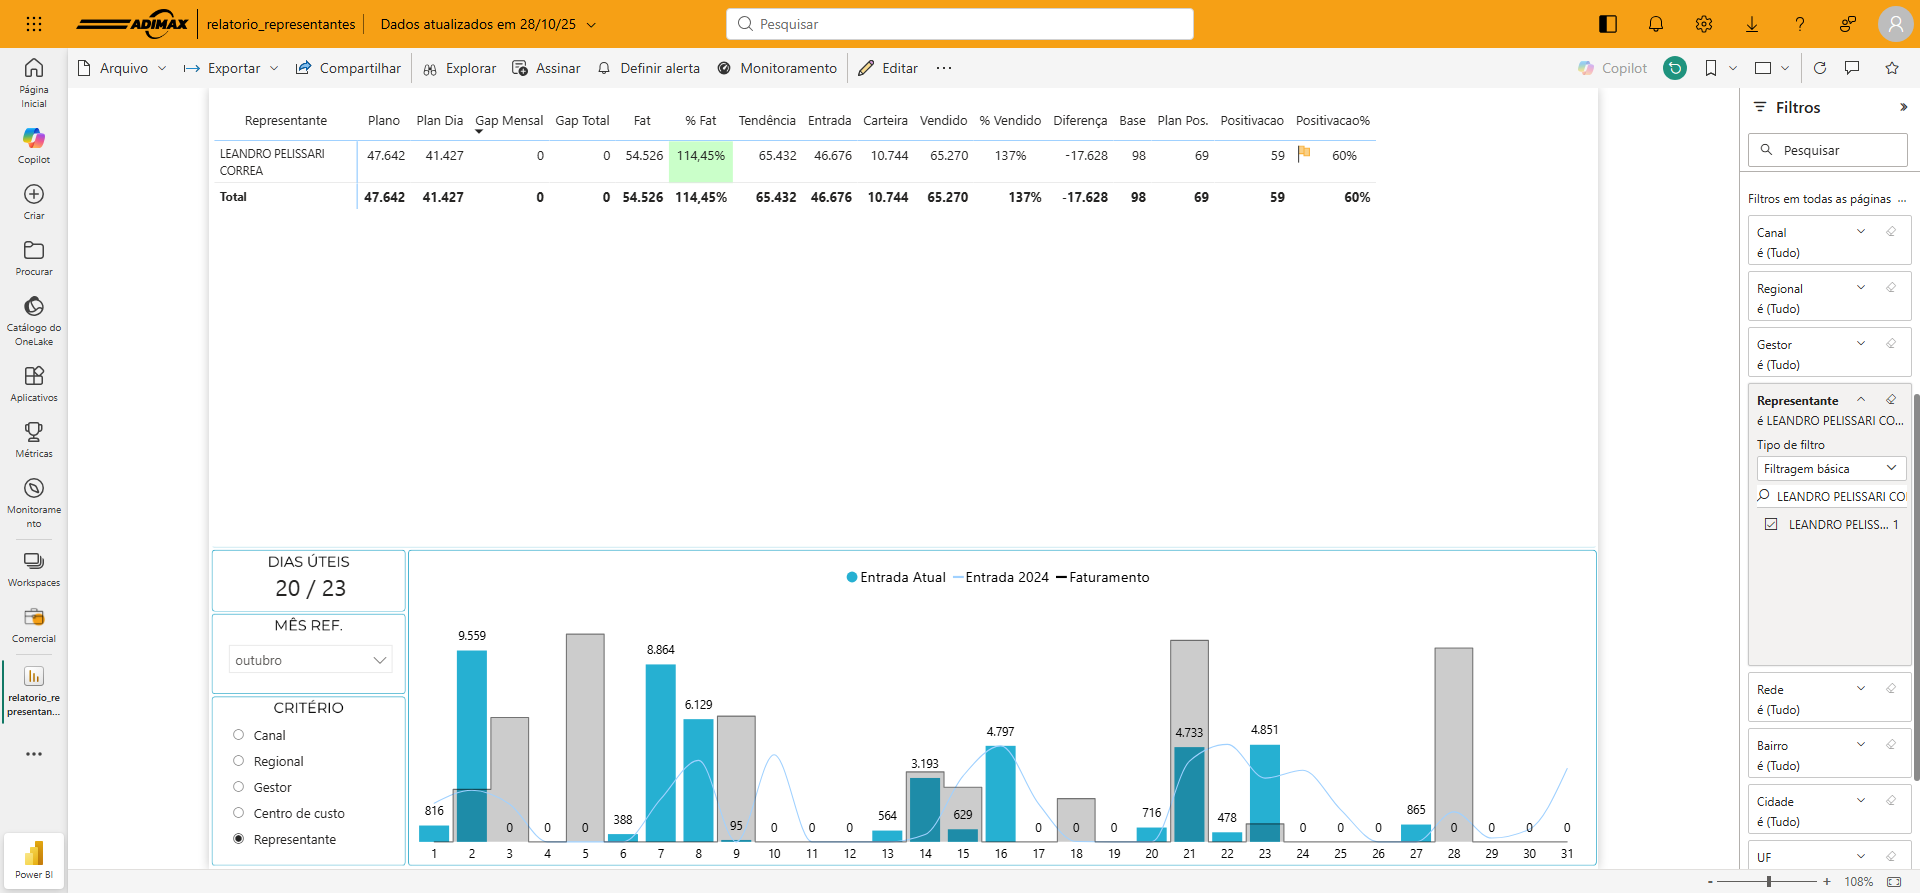 ADIMAX relatorio_representantes Dados atualizados em 28/10/25 Pesquisar
Arquivo Exportar Compartilhar Explorar Assinar Definir alerta Monitoramento Editar ... Copilot
Página
Inicial
Copilot
Criar
Procurar
Catálogo do
OneLake
Aplicativos
Métricas
Monitorame
nto
Workspaces
Comercial
relatorio_re
presentan...
Power BI
Representante Plano Plan Dia Gap Mensal Gap Total Fat % Fat Tendência Entrada Carteira Vendido % Vendido Diferença Base Plan Pos. Positivacao Positivacao%
LEANDRO PELISSARI
CORREA
47.642 41.427 0 0 54.526 114,45% 65.432 46.676 10.744 65.270 137% -17.628 98 69 59 60%
Total 47.642 41.427 0 0 54.526 114,45% 65.432 46.676 10.744 65.270 137% -17.628 98 69 59 60%
DIAS ÚTEIS
20 / 23
MÊS REF.
outubro
CRITÉRIO
Canal
Regional
Gestor
Centro de custo
Representante
Entrada Atual Entrada 2024 Faturamento
816 9.559 0 0 0 388 8.864 6.129 95 0 0 0 564 3.193 629 4.797 0 0 0 716 4.733 478 4.851 0 0 0 865 0 0 0 0
1 2 3 4 5 6 7 8 9 10 11 12 13 14 15 16 17 18 19 20 21 22 23 24 25 26 27 28 29 30 31
Filtros
Pesquisar
Filtros em todas as páginas ...
Canal
é (Tudo)
Regional
é (Tudo)
Gestor
é (Tudo)
Representante
é LEANDRO PELISSARI CO...
Tipo de filtro
Filtragem básica
LEANDRO PELISSARI CO
LEANDRO PELISS... 1
Rede
é (Tudo)
Bairro
é (Tudo)
Cidade
é (Tudo)
UF
- + 108%